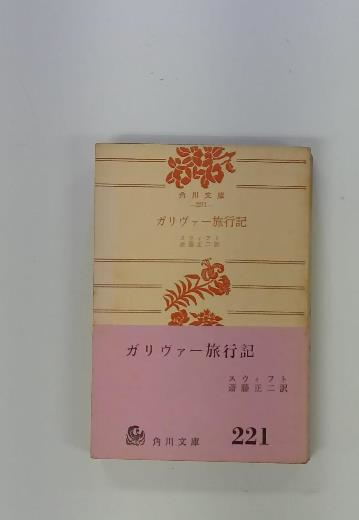 角川文庫
—221—
ガリヴァー旅行記
スウィフト
斎藤正二訳
ガリヴァー旅行記
スウィフト
斎藤正二訳
角川文庫
221